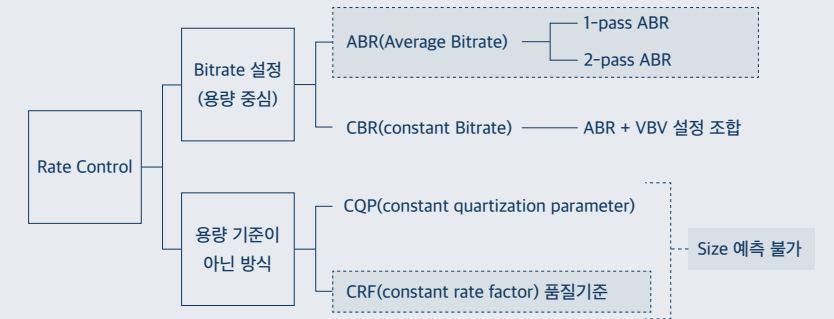 Rate Control
Bitrate 설정
(용량 중심)
ABR(Average Bitrate)
1-pass ABR
2-pass ABR
CBR(constant Bitrate)
ABR + VBV 설정 조합
용량 기준이
아닌 방식
CQP(constant quartization parameter)
CRF(constant rate factor) 품질기준
Size 예측 불가